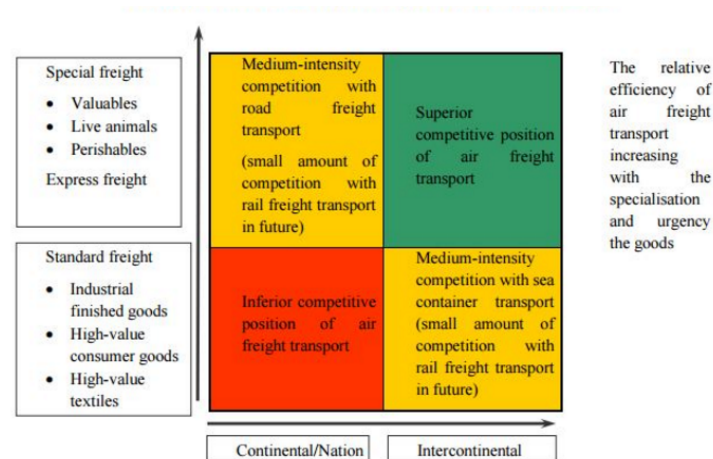 Special freight
• Valuables
• Live animals
• Perishables
Express freight
Standard freight
• Industrial
finished goods
• High-value
consumer goods
• High-value
textiles
Medium-intensity
competition with
road freight
transport
(small amount of
competition with
rail freight transport
in future)
Superior
competitive position
of air freight
transport
Inferior competitive
position of air
freight transport
Medium-intensity
competition with sea
container transport
(small amount of
competition with
rail freight transport
in future)
The relative
efficiency of
air freight
transport
increasing
with the
specialisation
and urgency
the goods
Continental/Nation
Intercontinental